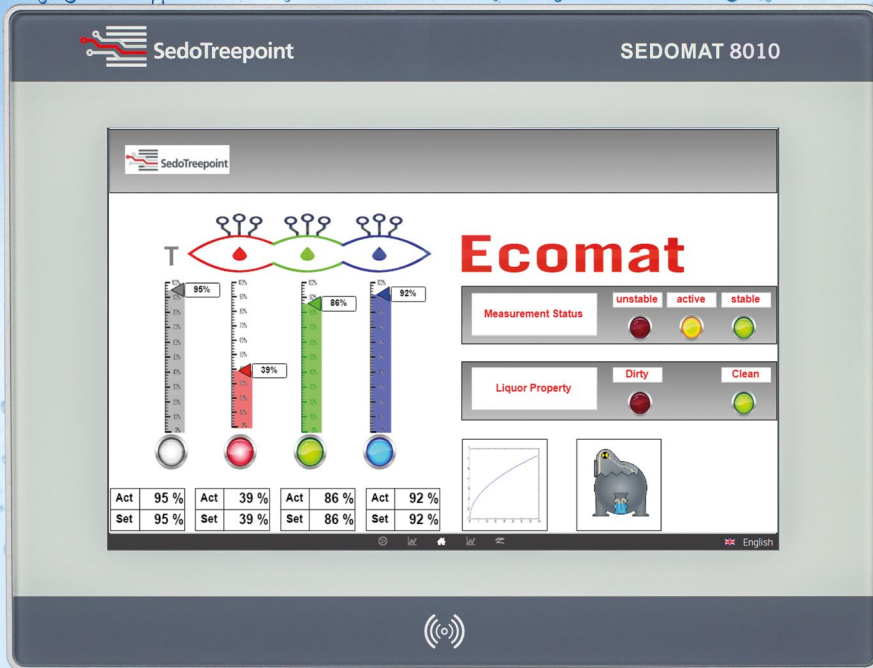 SedoTreepoint
SEDOMAT 8010
SedoTreepoint
T
Ecomat
95%
86%
92%
39%
Measurement Status
unstable
active
stable
Liquor Property
Dirty
Clean
Act 95 % Act 39 % Act 86 % Act 92 %
Set 95 % Set 39 % Set 86 % Set 92 %
English